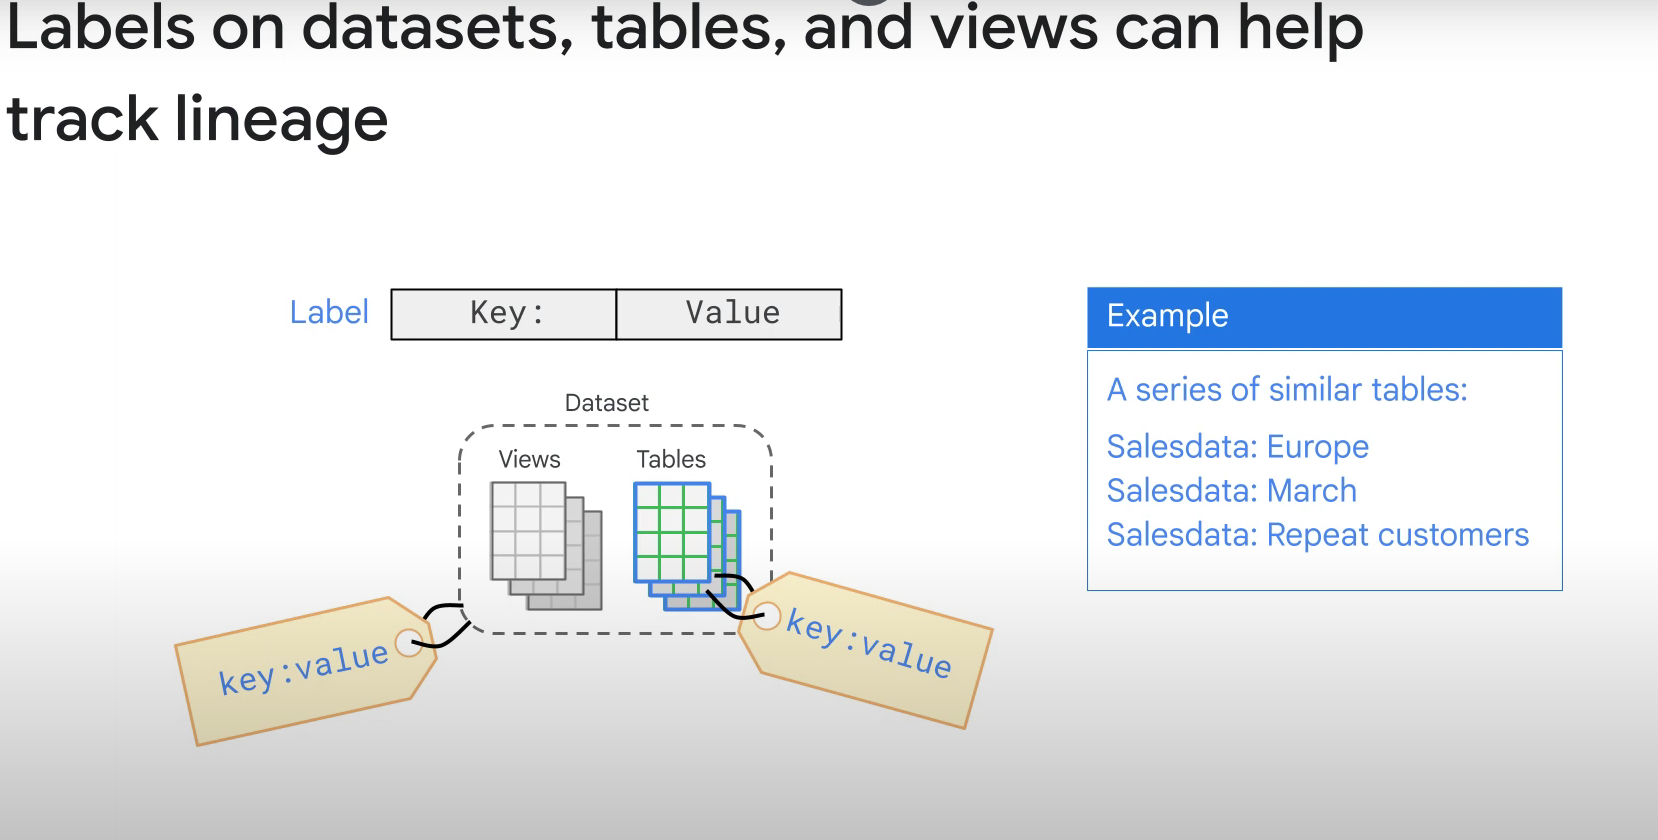 Labels on datasets, tables, and views can help
track lineage
Label
Key:
Value
Dataset
Views
Tables
key:value
key:value
Example
A series of similar tables:
Salesdata: Europe
Salesdata: March
Salesdata: Repeat customers